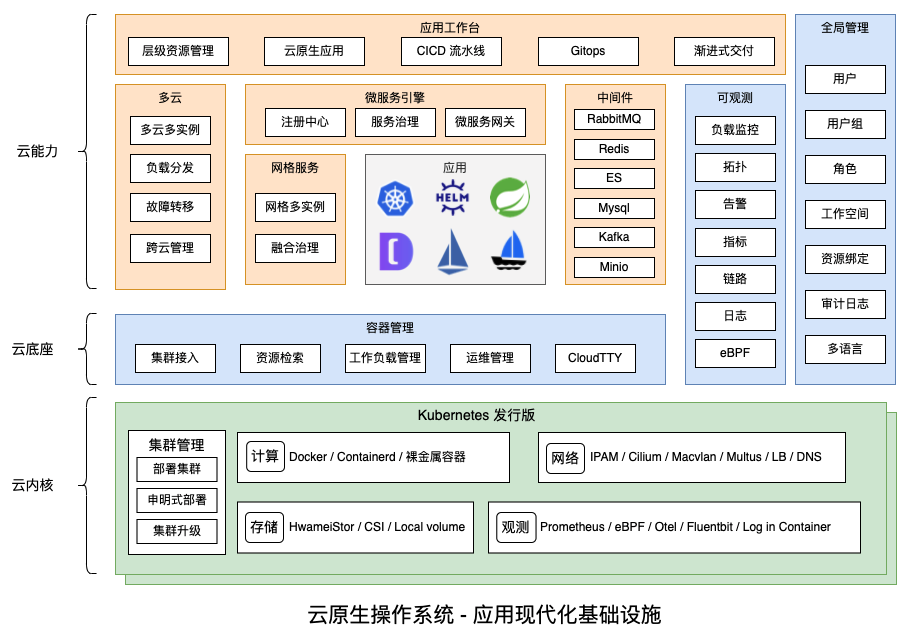 应用工作台
层级资源管理
云原生应用
CICD 流水线
Gitops
渐进式交付
全局管理
用户
用户组
角色
工作空间
资源绑定
审计日志
多语言
云能力
多云
多云多实例
负载分发
故障转移
跨云管理
微服务引擎
注册中心
服务治理
微服务网关
网格服务
网格多实例
融合治理
应用
HELM
中间件
RabbitMQ
Redis
ES
Mysql
Kafka
Minio
可观测
负载监控
拓扑
告警
指标
链路
日志
eBPF
云底座
容器管理
集群接入
资源检索
工作负载管理
运维管理
CloudTTY
云内核
Kubernetes 发行版
集群管理
部署集群
申明式部署
集群升级
计算
Docker / Containerd / 裸金属容器
网络
IPAM / Cilium / Macvlan / Multus / LB / DNS
存储
HwameiStor / CSI / Local volume
观测
Prometheus / eBPF / Otel / Fluentbit / Log in Container
云原生操作系统 - 应用现代化基础设施